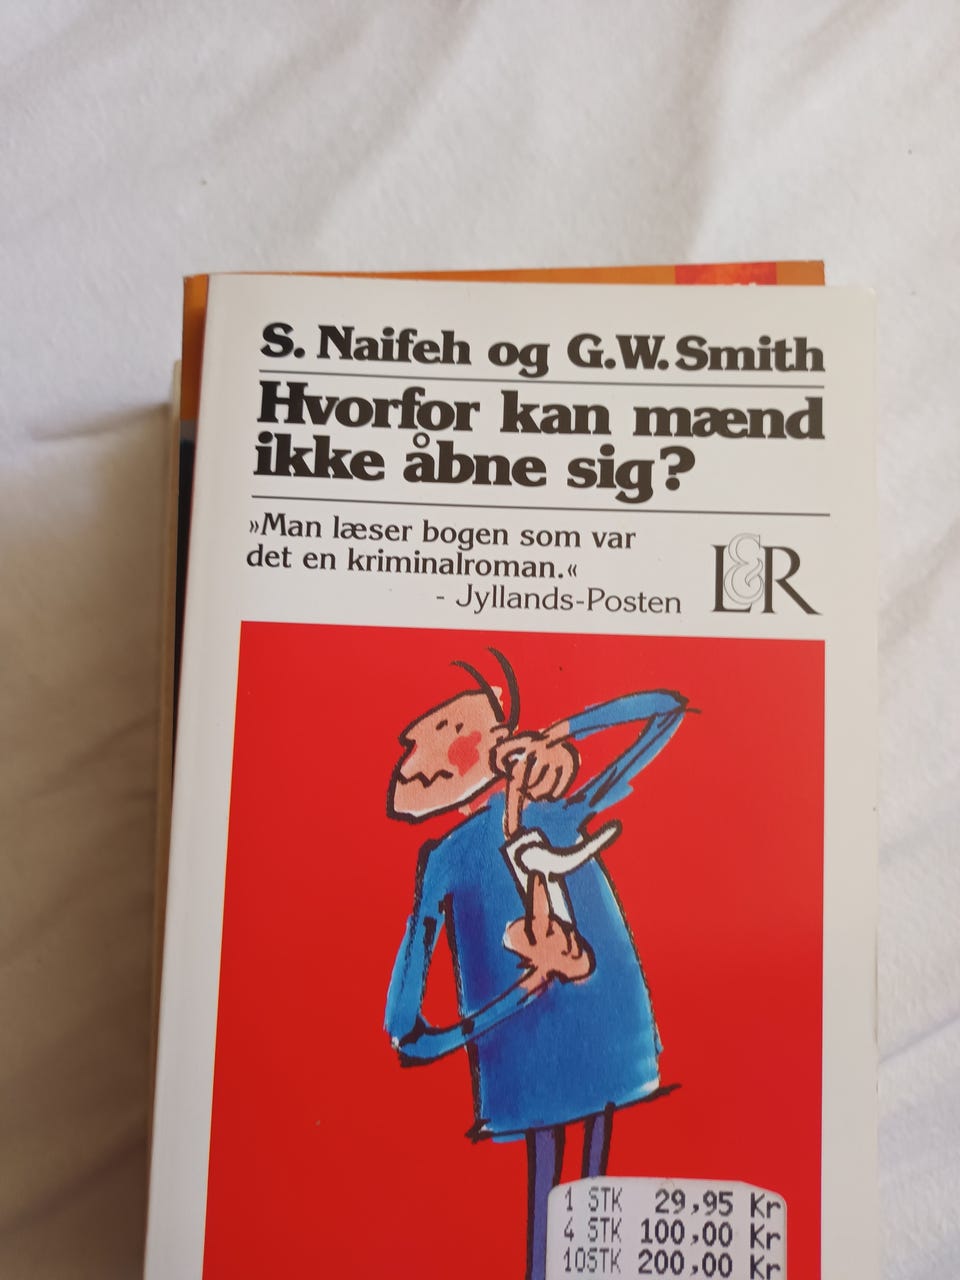 S. Naifeh og G.W. Smith
Hvorfor kan mænd
ikke åbne sig?
»Man læser bogen som var
det en kriminalroman.«
- Jyllands-Posten
L&R
1 STK 29,95 Kr
4 STK 100,00 Kr
10STK 200,00 Kr